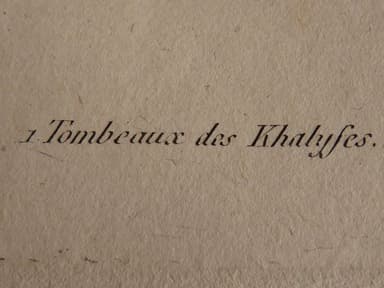 1 Tombeaux des Khalyfes.